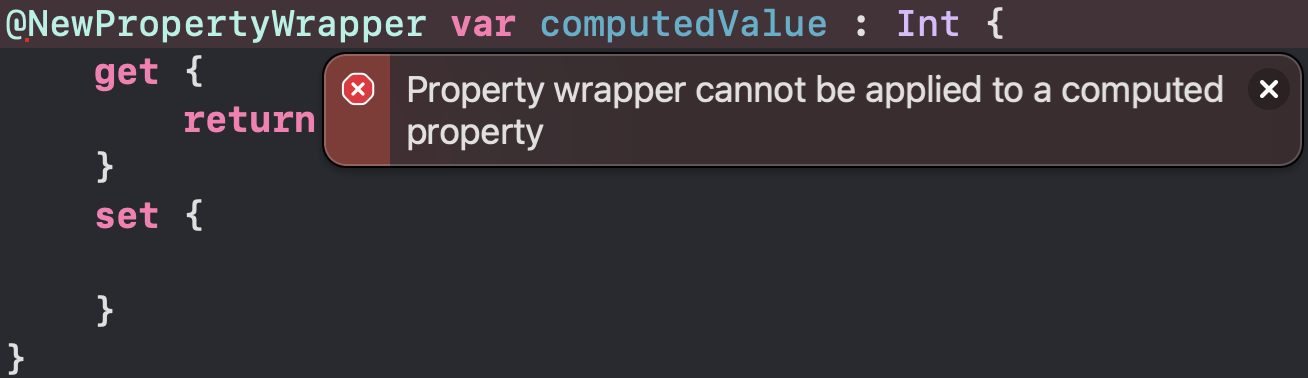 @NewPropertyWrapper var computedValue : Int {
get {
Property wrapper cannot be applied to a computed
return
property
}
set {
}
}